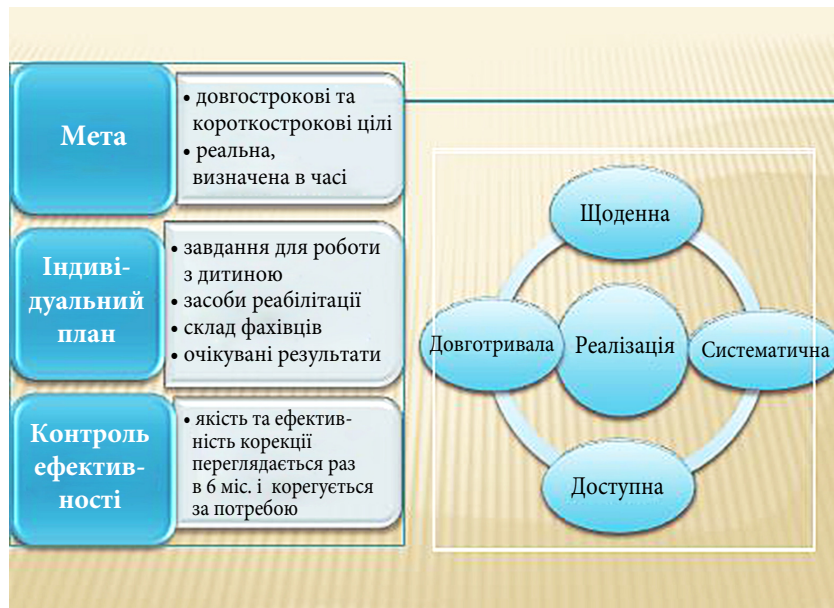 Мета
• довгострокові та
короткострокові цілі
• реальна,
визначена в часі
Індиві-
дуальний
план
• завдання для роботи
з дитиною
• засоби реабілітації
• склад фахівців
• очікувані результати
Контроль
ефектив-
ності
• якість та ефектив-
ність корекції
переглядається раз
в 6 міс. і корегується
за потребою
Щоденна
Довготривала
Реалізація
Систематична
Доступна